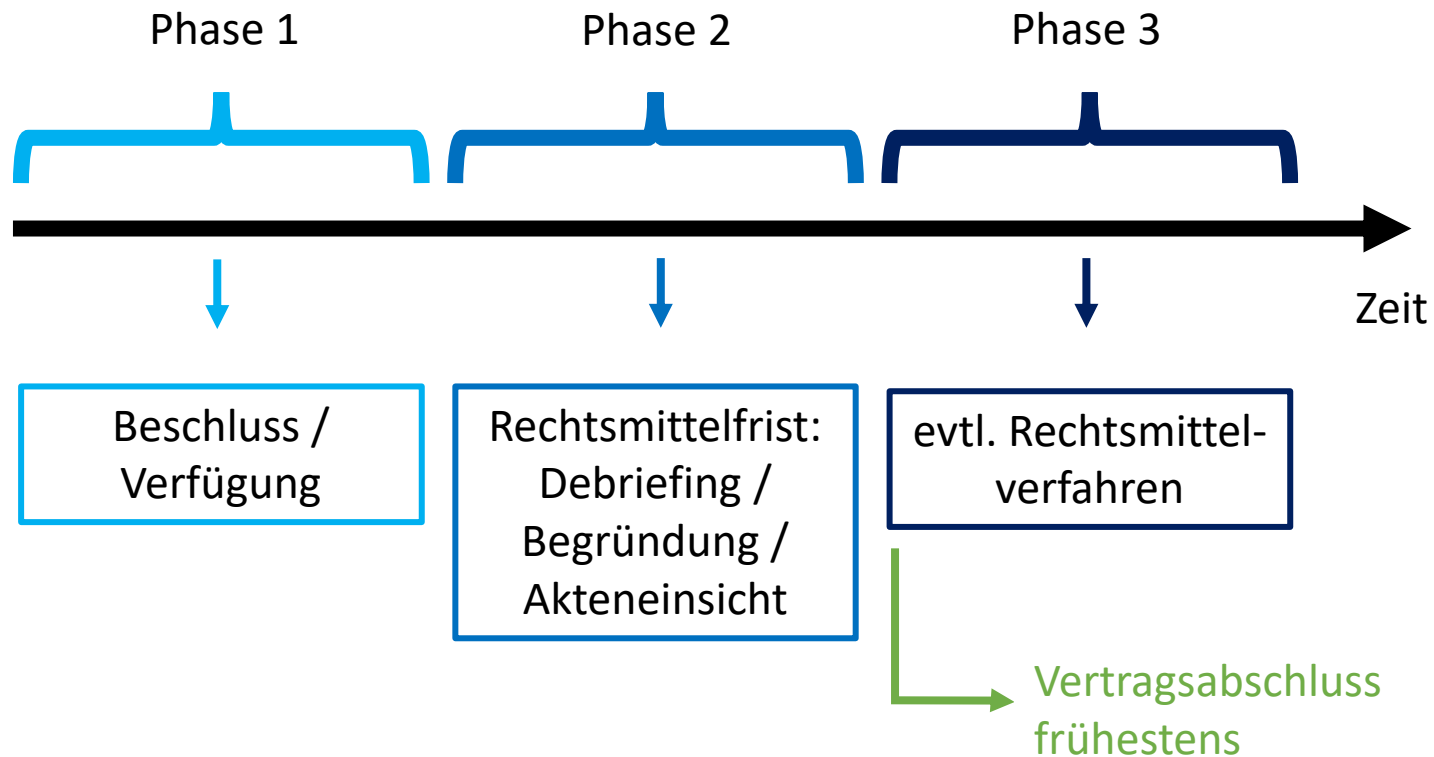 Phase 1
Phase 2
Phase 3
Zeit
Beschluss /
Verfügung
Rechtsmittelfrist:
Debriefing /
Begründung /
Akteneinsicht
evtl. Rechtsmittel-
verfahren
Vertragsabschluss
frühestens